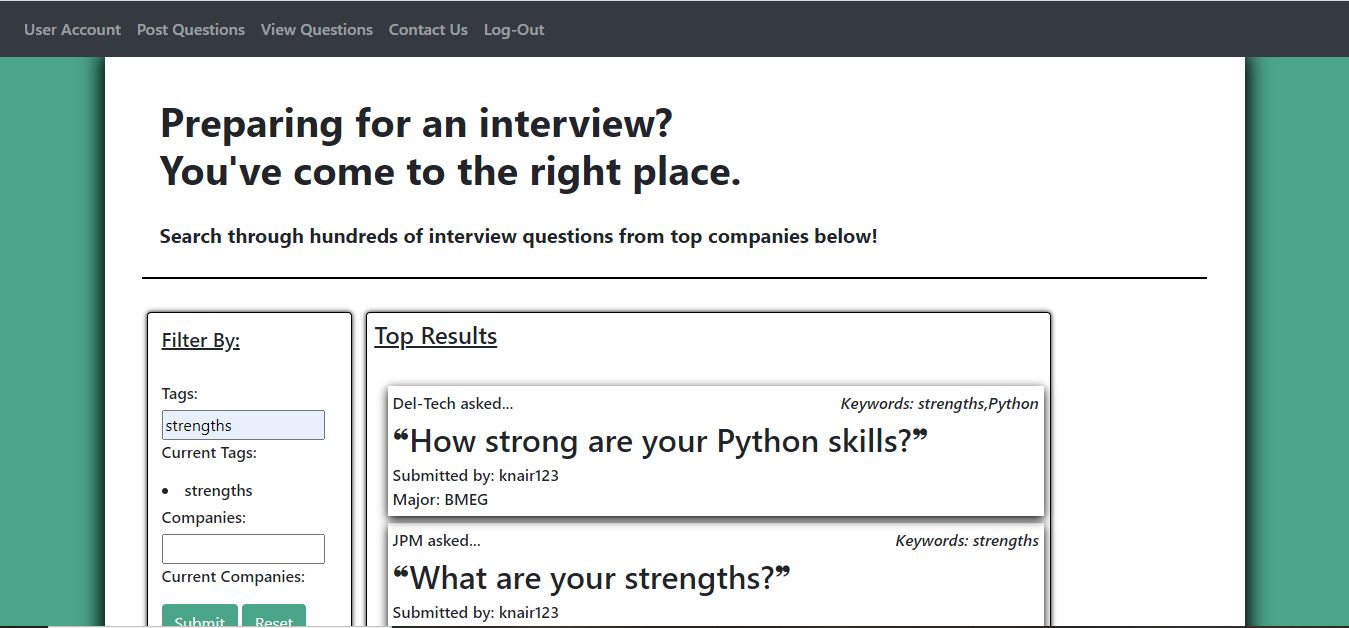 User Account Post Questions View Questions Contact Us Log-Out
Preparing for an interview?
You've come to the right place.
Search through hundreds of interview questions from top companies below!
Filter By:
Tags:
strengths
Current Tags:
• strengths
Companies:
Current Companies:
Submit Reset
Top Results
Del-Tech asked... Keywords: strengths,Python
❝How strong are your Python skills?❞
Submitted by: knair123
Major: BMEG
JPM asked... Keywords: strengths
❝What are your strengths?❞
Submitted by: knair123